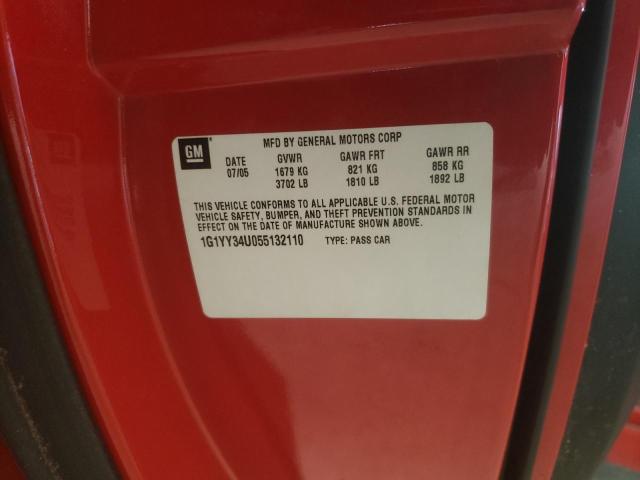 GM MFD BY GENERAL MOTORS CORP
DATE GVWR GAWR FRT GAWR RR
07/05 1679 KG 821 KG 858 KG
3702 LB 1810 LB 1892 LB
THIS VEHICLE CONFORMS TO ALL APPLICABLE U.S. FEDERAL MOTOR
VEHICLE SAFETY, BUMPER, AND THEFT PREVENTION STANDARDS IN
EFFECT ON THE DATE OF MANUFACTURE SHOWN ABOVE.
1G1YY34U055132110 TYPE: PASS CAR